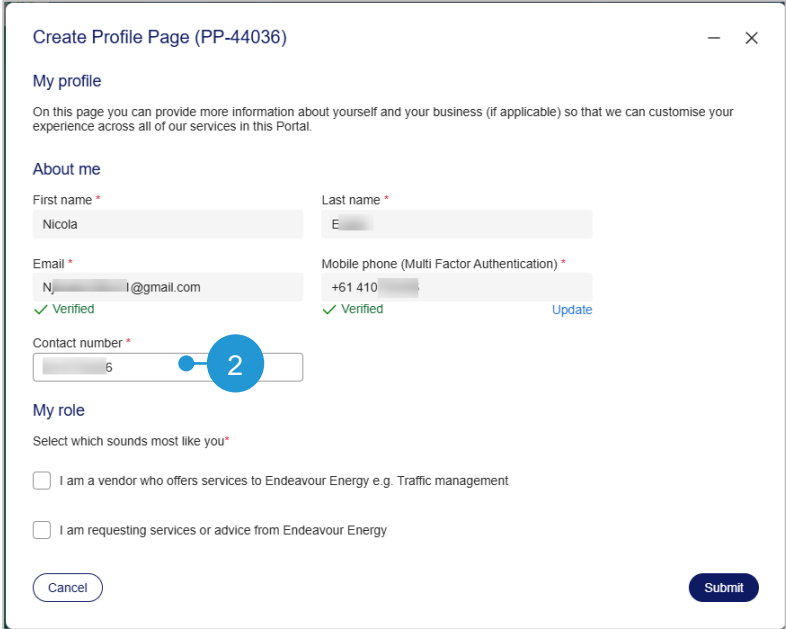 Create Profile Page (PP-44036)
My profile
On this page you can provide more information about yourself and your business (if applicable) so that we can customise your
experience across all of our services in this Portal.
About me
First name * Last name *
Nicola E
Email * Mobile phone (Multi Factor Authentication) *
@gmail.com +61 410
Verified Verified Update
Contact number *
6 2
My role
Select which sounds most like you*
I am a vendor who offers services to Endeavour Energy e.g. Traffic management
I am requesting services or advice from Endeavour Energy
Cancel Submit